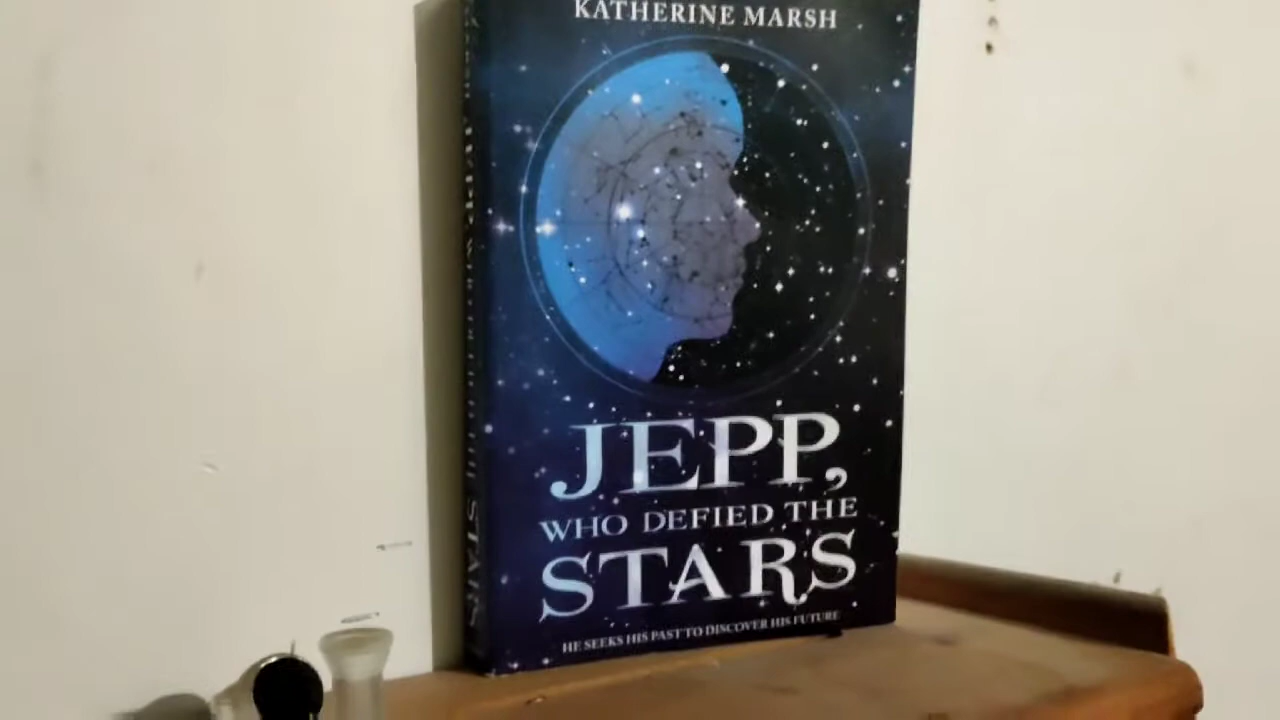 KATHERINE MARSH
JEPP,
WHO DEFIED THE
STARS
HE SEEKS HIS PAST TO DISCOVER HIS FUTURE